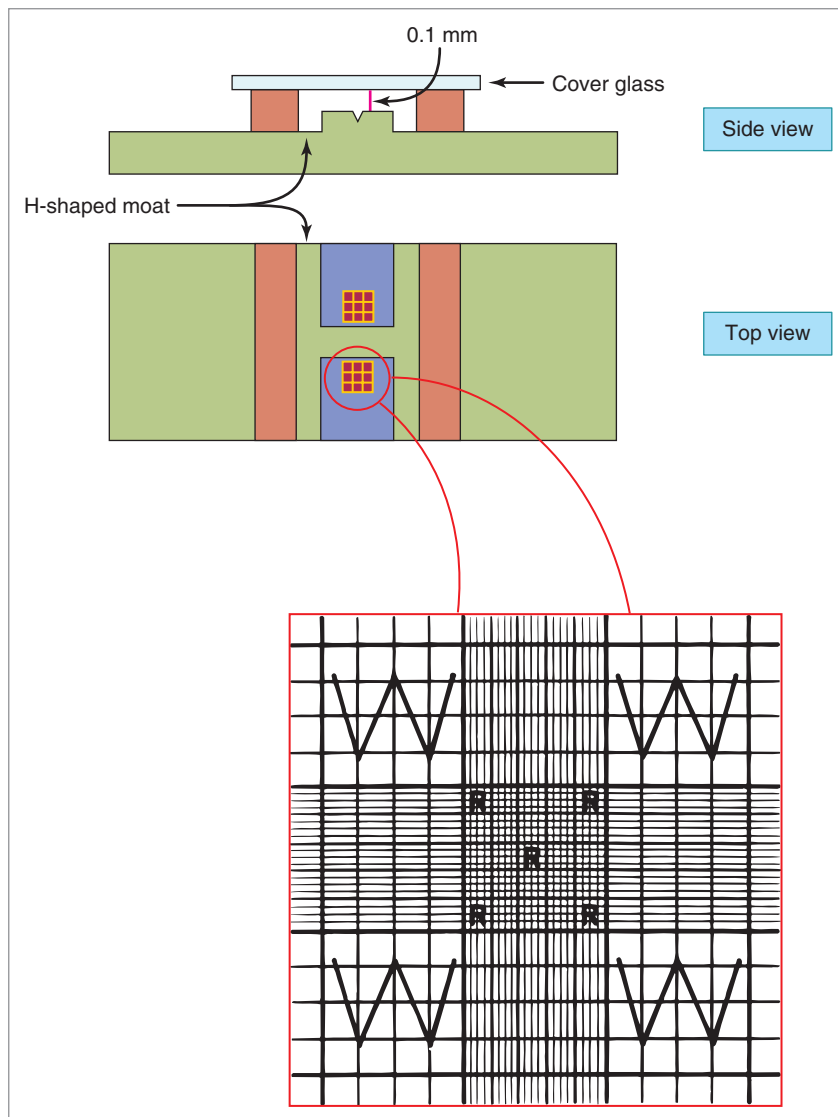 0.1 mm
Cover glass
Side view
H-shaped moat
Top view
W W
R R
R
R R
W W